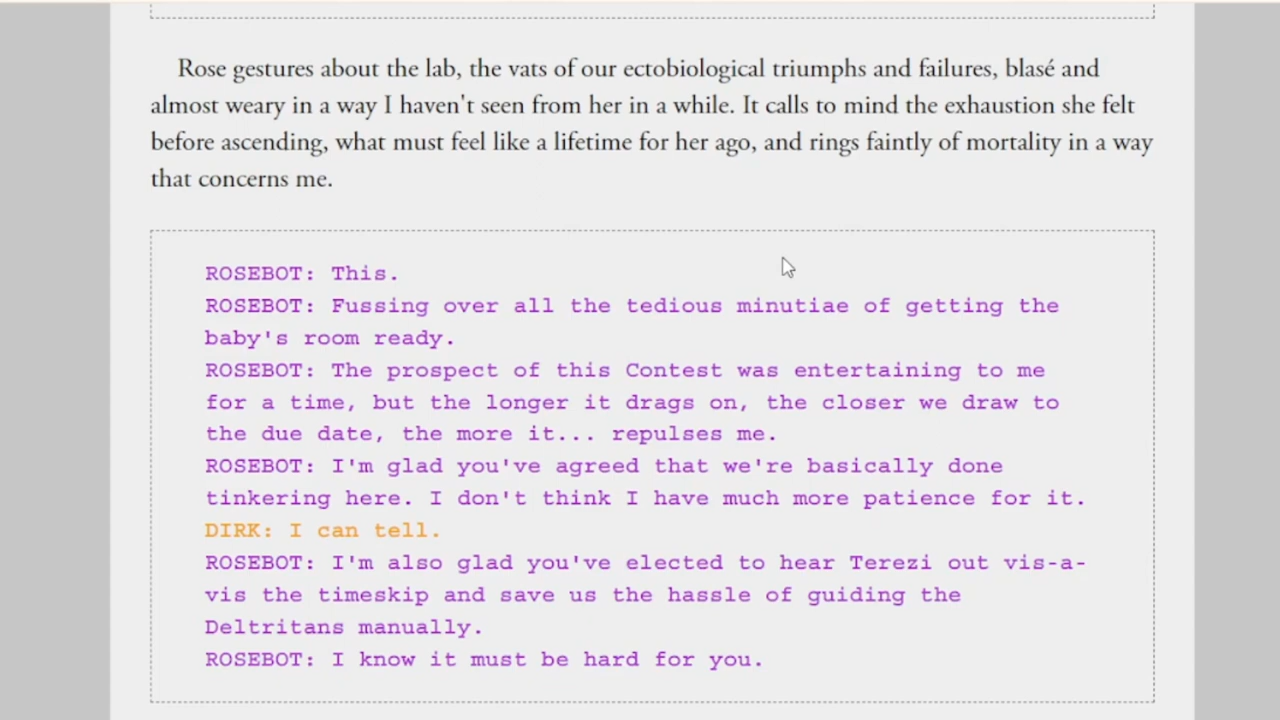 Rose gestures about the lab, the vats of our ectobiological triumphs and failures, blasé and
almost weary in a way I haven't seen from her in a while. It calls to mind the exhaustion she felt
before ascending, what must feel like a lifetime for her ago, and rings faintly of mortality in a way
that concerns me.
ROSEBOT: This.
ROSEBOT: Fussing over all the tedious minutiae of getting the
baby's room ready.
ROSEBOT: The prospect of this Contest was entertaining to me
for a time, but the longer it drags on, the closer we draw to
the due date, the more it... repulses me.
ROSEBOT: I'm glad you've agreed that we're basically done
tinkering here. I don't think I have much more patience for it.
DIRK: I can tell.
ROSEBOT: I'm also glad you've elected to hear Terezi out vis-a-
vis the timeskip and save us the hassle of guiding the
Deltritans manually.
ROSEBOT: I know it must be hard for you.